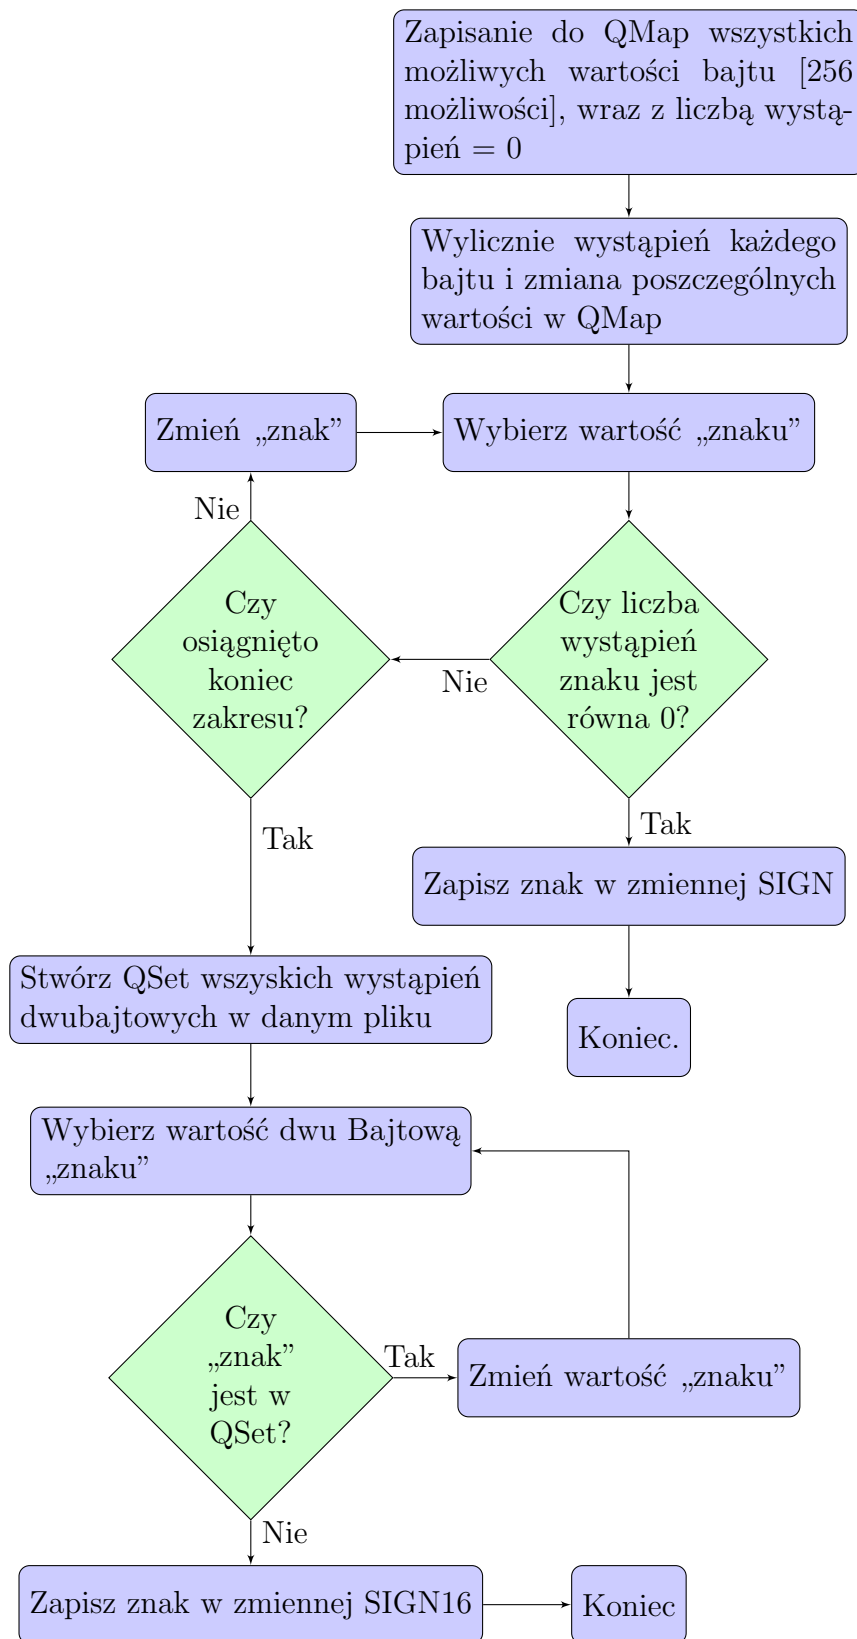 Zapisanie do QMap wszystkich
możliwych wartości bajtu [256
możliwości], wraz z liczbą wystą-
pień = 0
Wylicznie wystąpień każdego
bajtu i zmiana poszczególnych
wartości w QMap
Zmień „znak”
Wybierz wartość „znaku”
Nie
Czy
osiągnięto
koniec
zakresu?
Czy liczba
wystąpień
znaku jest
równa 0?
Nie
Tak
Tak
Zapisz znak w zmiennej SIGN
Stwórz QSet wszyskich wystąpień
dwubajtowych w danym pliku
Koniec.
Wybierz wartość dwu Bajtową
„znaku”
Czy
„znak”
jest w
QSet?
Tak
Zmień wartość „znaku”
Nie
Zapisz znak w zmiennej SIGN16
Koniec